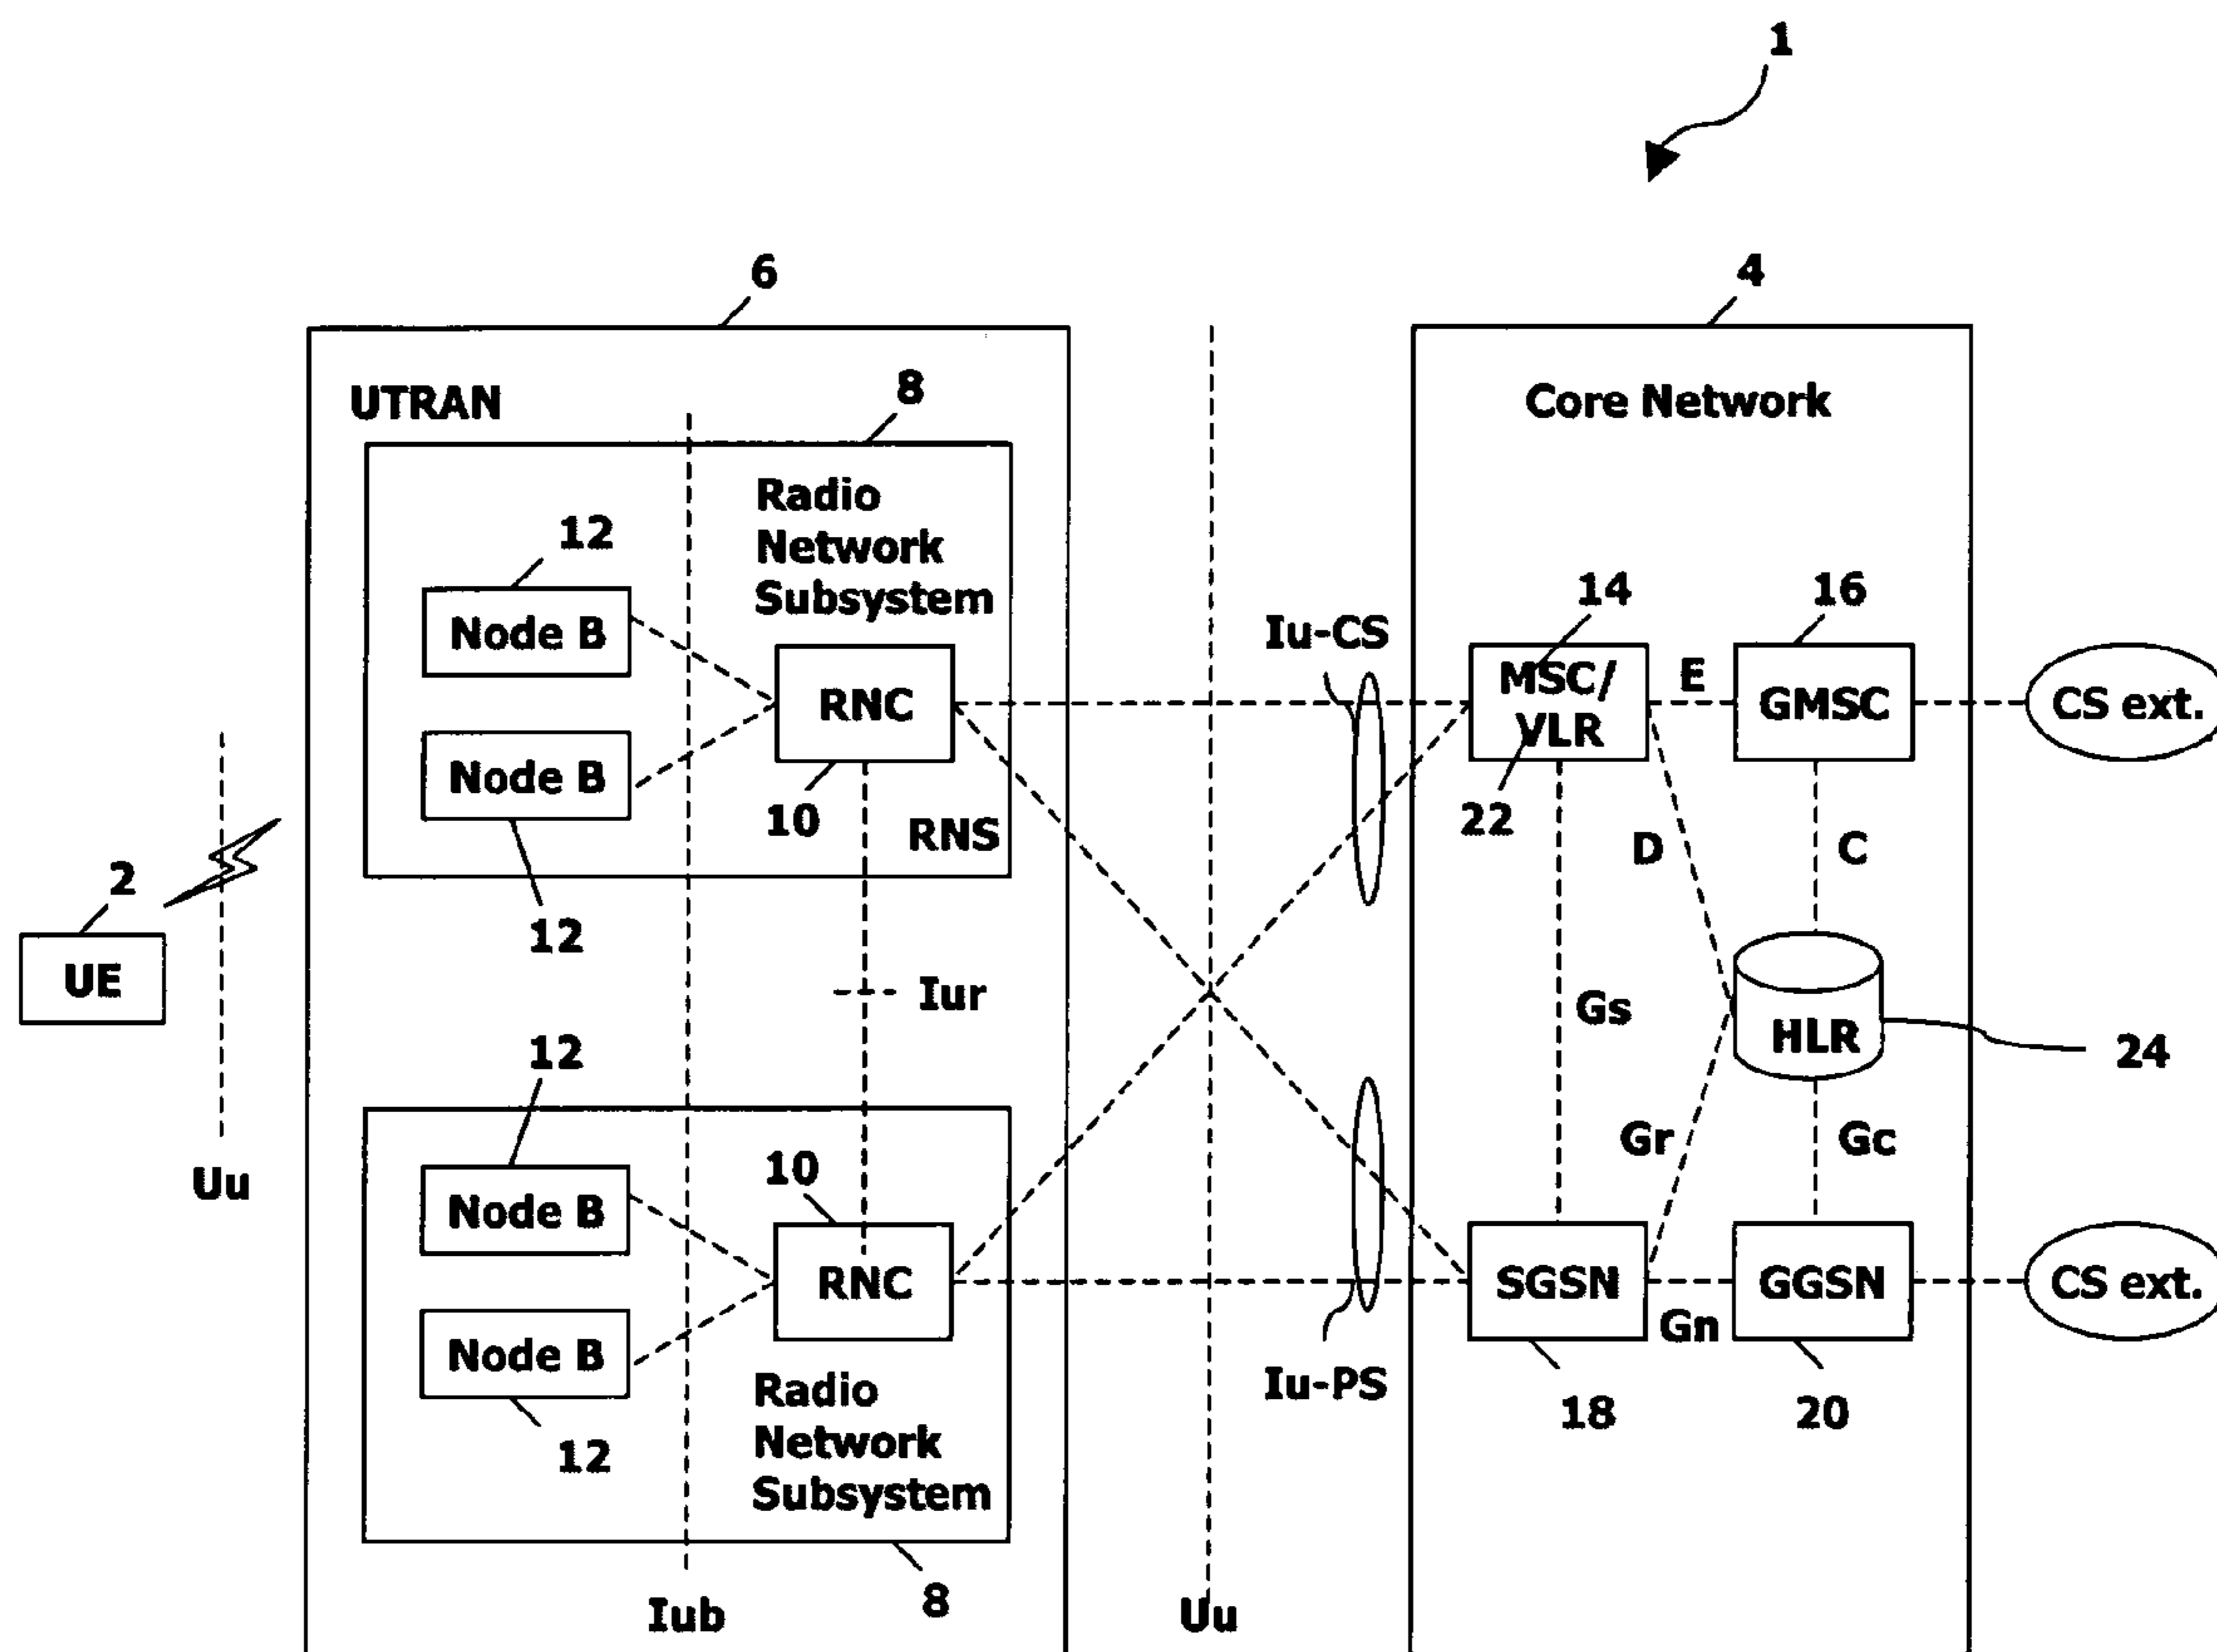 1
6
4
UTRAN
8
Core Network
Radio
Network
Subsystem
12
Node B
RNC
Node B
10
RNS
12
Iu-CS
14
16
MSC/
VLR
E
GMSC
CS ext.
22
D
C
2
UE
Uu
Iur
Gs
HLR
24
12
10
Node B
RNC
Node B
12
Radio
Network
Subsystem
8
Iub
Uu
Iu-PS
Gr
Gc
SGSN
Gn
GGSN
CS ext.
18
20